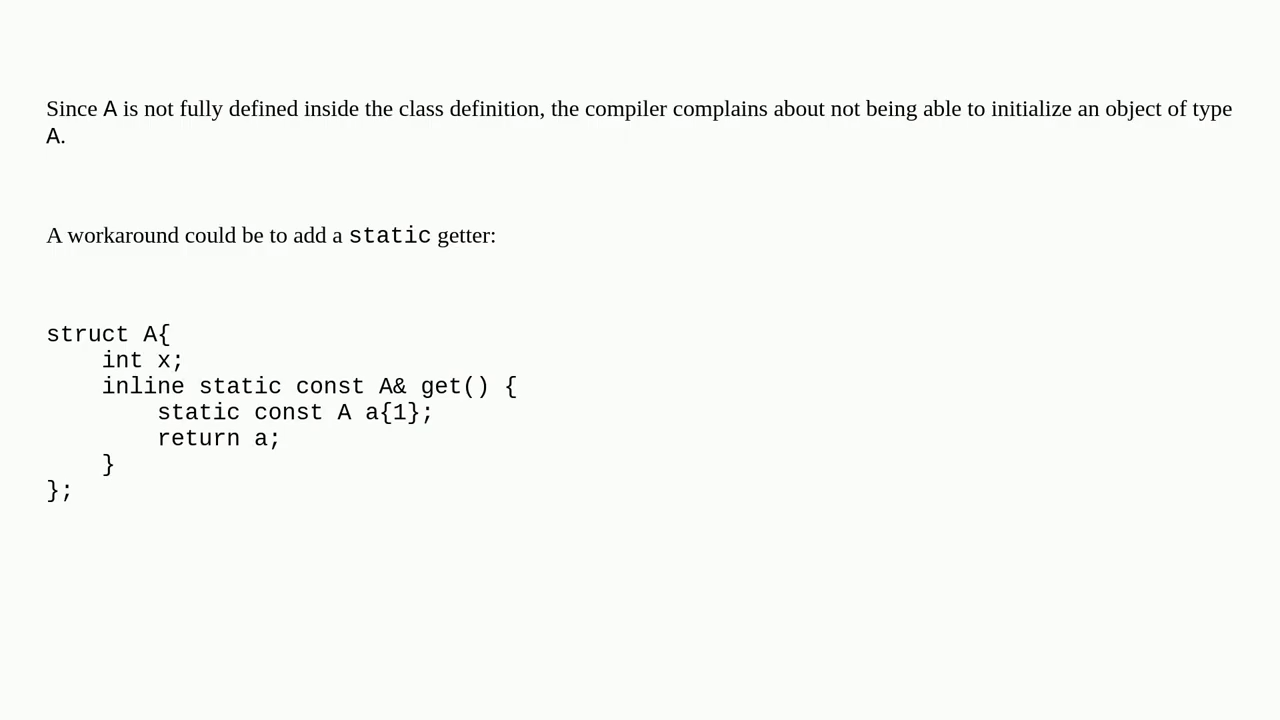 Since A is not fully defined inside the class definition, the compiler complains about not being able to initialize an object of type
A.
A workaround could be to add a static getter:
struct A{
    int x;
    inline static const A& get() {
        static const A a{1};
        return a;
    }
};